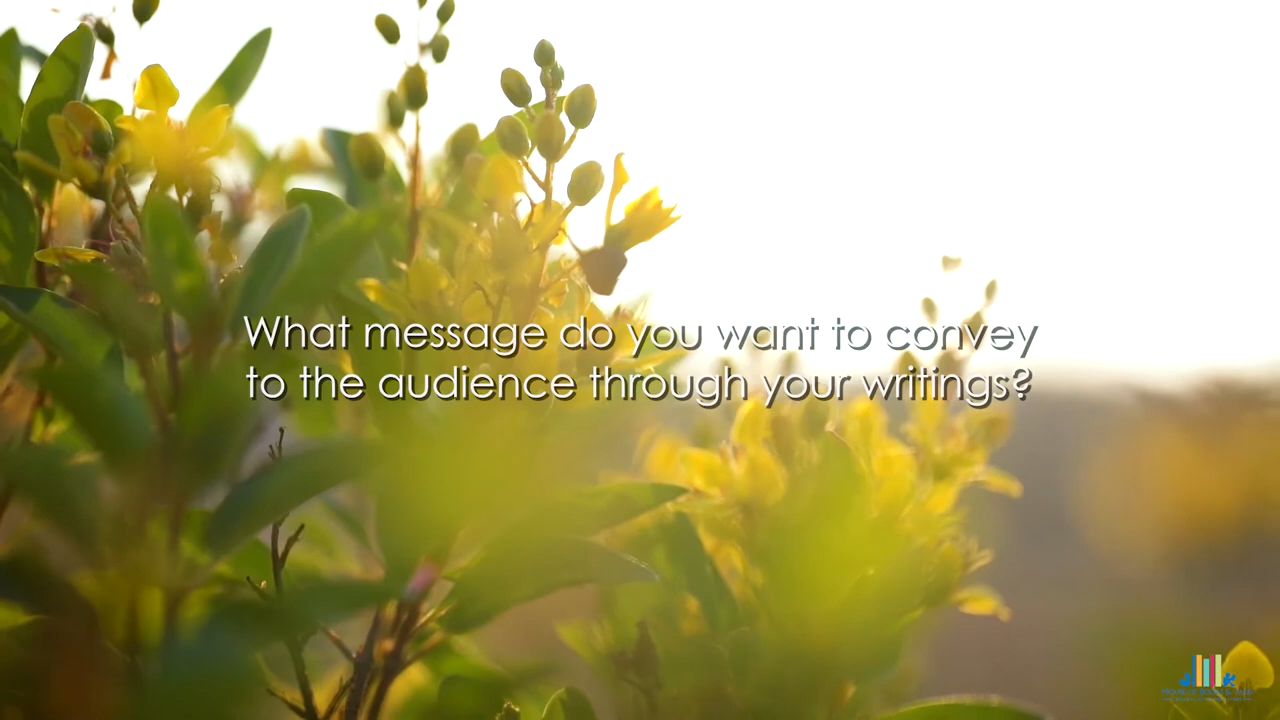 What message do you want to convey
to the audience through your writings?